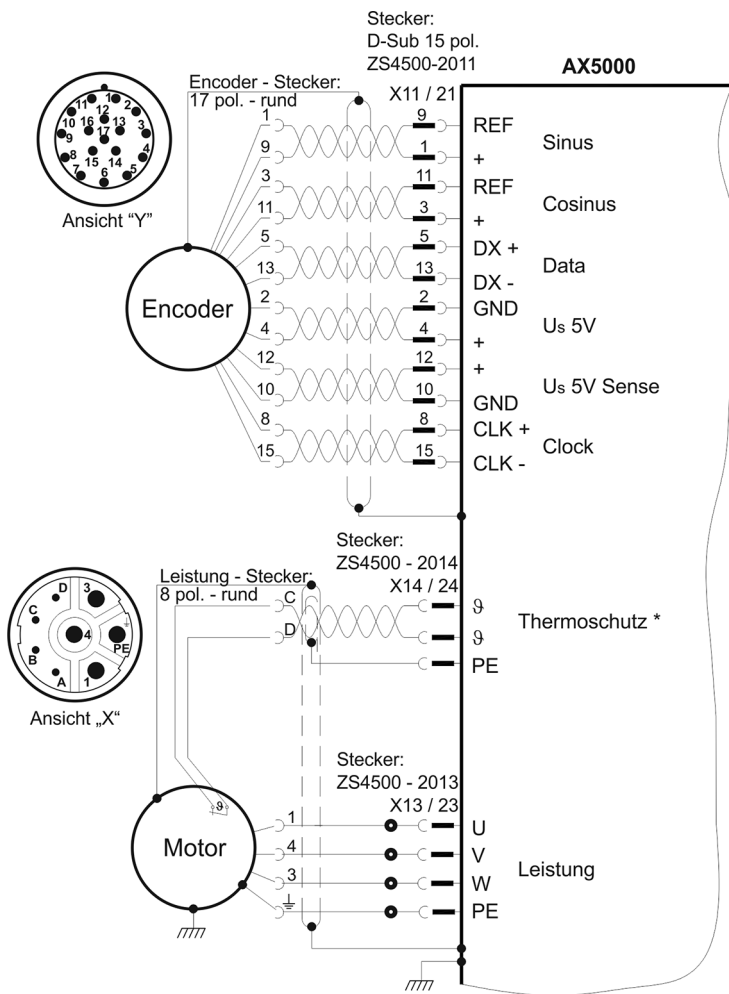 Stecker:
D-Sub 15 pol.
ZS4500-2011
AX5000
Encoder - Stecker:
17 pol. - rund
X11 / 21
11 1 2
12
10 16 13 3
9 17
8 15 14 4
7 6 5
Ansicht "Y"
Encoder
1 9 REF
Sinus
9 1 +
3 11 REF
Cosinus
11 3 +
5 5 DX +
Data
13 13 DX -
2 2 GND
Us 5V
4 4 +
12 12 +
Us 5V Sense
10 10 GND
8 8 CLK +
Clock
15 15 CLK -
Stecker:
ZS4500 - 2014
X14 / 24
Leistung - Stecker:
8 pol. - rund
D 3
C
4 PE
B
A 1
Ansicht „X“
C ϑ
Thermoschutz *
D ϑ
PE
Stecker:
ZS4500 - 2013
X13 / 23
ϑ
Motor
1 U
4 V
Leistung
3 W
PE